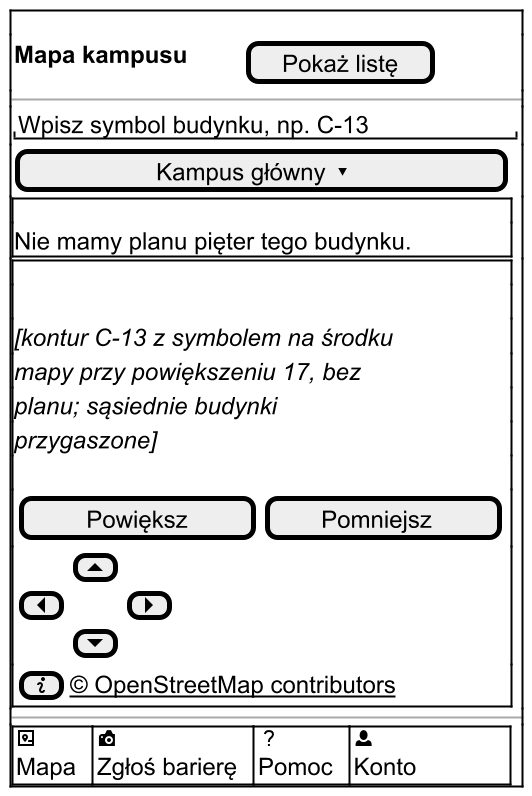 Mapa kampusu
Pokaż listę
Wpisz symbol budynku, np. C-13
Kampus główny ▾
Nie mamy planu pięter tego budynku.
[kontur C-13 z symbolem na środku
mapy przy powiększeniu 17, bez
planu; sąsiednie budynki
przygaszone]
Powiększ
Pomniejsz
i
© OpenStreetMap contributors
?
Mapa
Zgłoś barierę
Pomoc
Konto